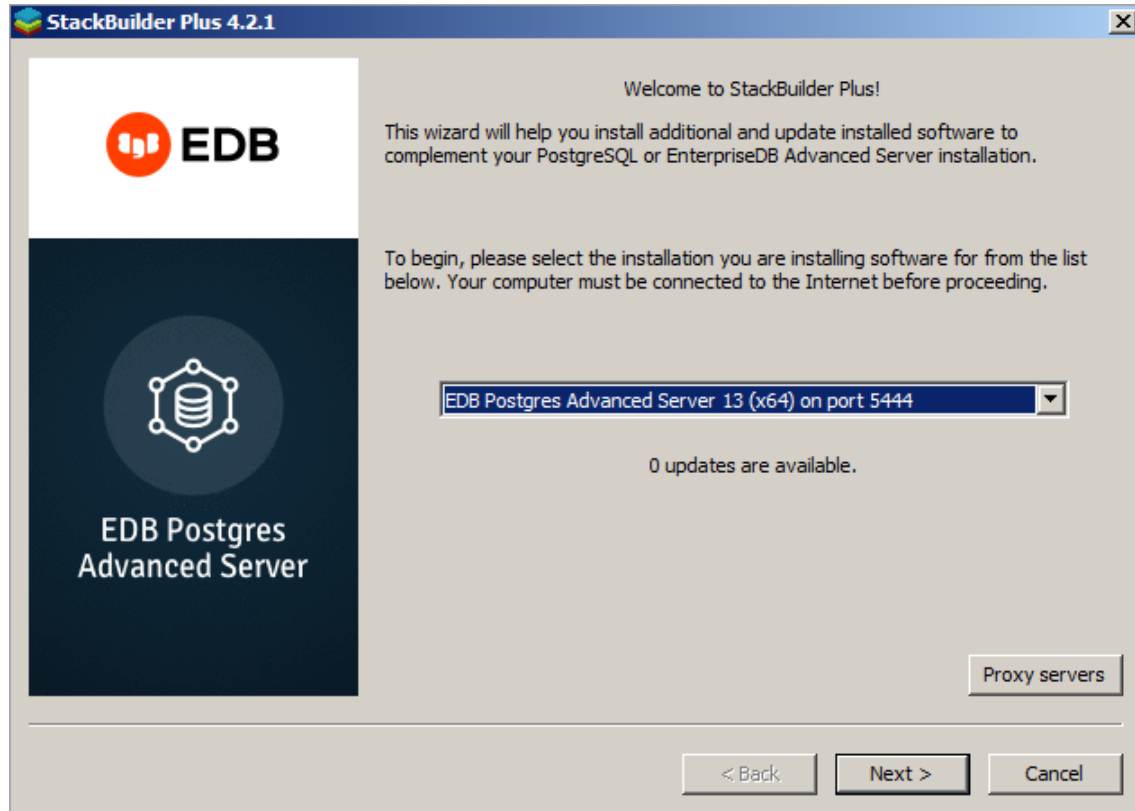 StackBuilder Plus 4.2.1
EDB
EDB Postgres
Advanced Server
Welcome to StackBuilder Plus!
This wizard will help you install additional and update installed software to
complement your PostgreSQL or EnterpriseDB Advanced Server installation.
To begin, please select the installation you are installing software for from the list
below. Your computer must be connected to the Internet before proceeding.
EDB Postgres Advanced Server 13 (x64) on port 5444
0 updates are available.
Proxy servers
< Back
Next >
Cancel